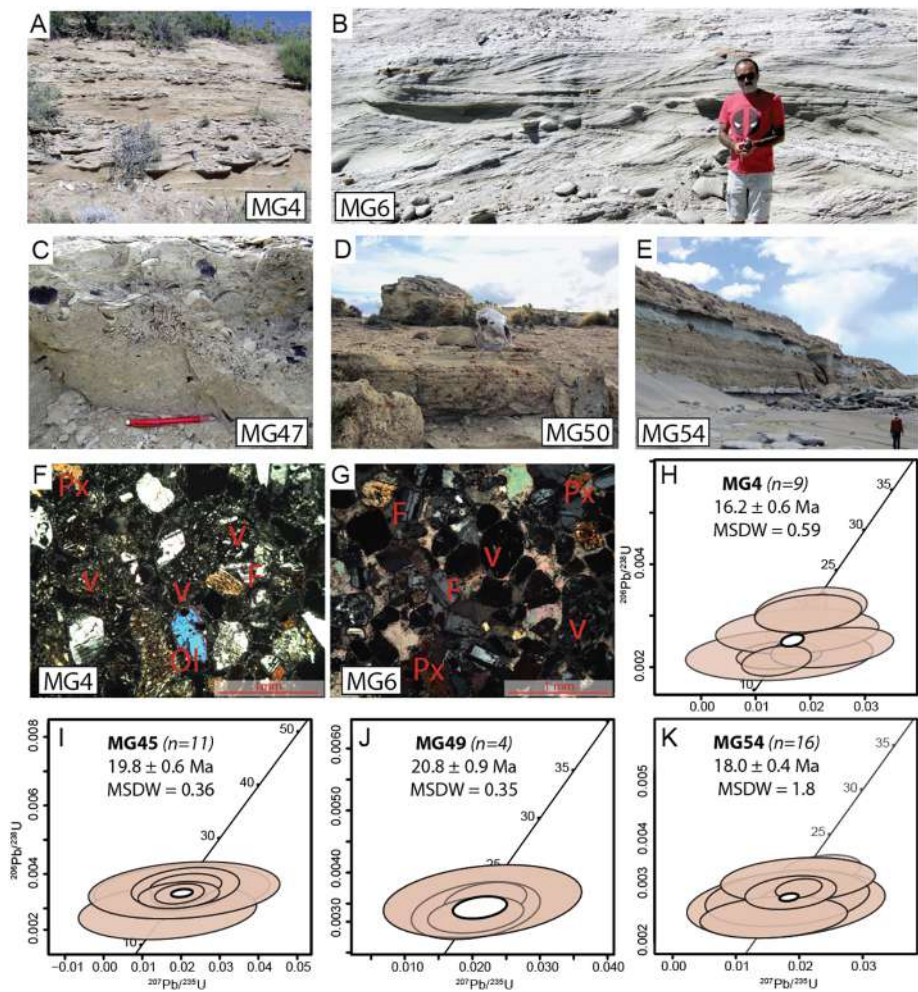 A
MG4
B
MG6
C
MG47
D
MG50
E
MG54
F
Px
V
V
V
F
Ol
1 mm
MG4
G
F
Px
V
F
V
Px
1 mm
MG6
H
MG4 (n=9)
16.2 ± 0.6 Ma
MSDW = 0.59
35
30
25
10
0.004
0.002
206Pb/238U
0.00 0.01 0.02 0.03
I
MG45 (n=11)
19.8 ± 0.6 Ma
MSDW = 0.36
50
40
30
10
0.008
0.006
0.004
0.002
206Pb/238U
−0.01 0.00 0.01 0.02 0.03 0.04 0.05
207Pb/235U
J
MG49 (n=4)
20.8 ± 0.9 Ma
MSDW = 0.35
35
30
25
0.0060
0.0050
0.0040
0.0030
0.010 0.020 0.030 0.040
207Pb/235U
K
MG54 (n=16)
18.0 ± 0.4 Ma
MSDW = 1.8
35
30
25
0.005
0.004
0.003
0.002
0.00 0.01 0.02 0.03
207Pb/235U